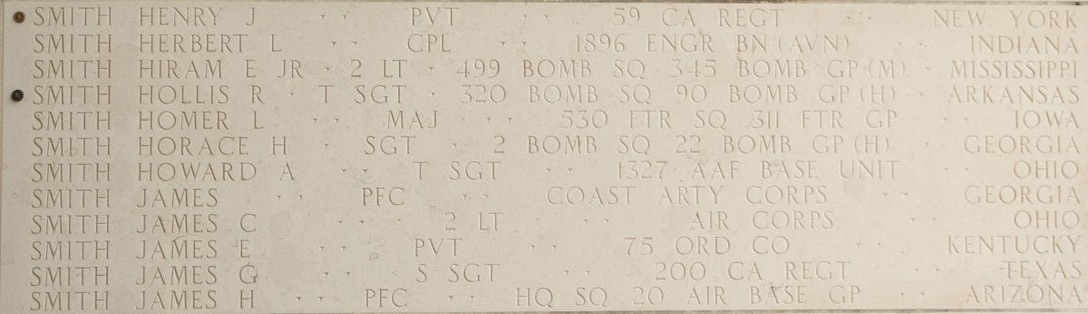 SMITH HENRY J · · PVT · · 59 CA REGT · · NEW YORK
SMITH HERBERT L · · CPL · · 1896 ENGR BN (AVN) · · INDIANA
SMITH HIRAM E JR · 2 LT · 499 BOMB SQ 345 BOMB GP (M) · MISSISSIPPI
SMITH HOLLIS R · T SGT · 320 BOMB SQ 90 BOMB GP (H) · ARKANSAS
SMITH HOMER L · · MAJ · · 530 FTR SQ 311 FTR GP · · IOWA
SMITH HORACE H · SGT · 2 BOMB SQ 22 BOMB GP (H) · GEORGIA
SMITH HOWARD A · · T SGT · · 1327 AAF BASE UNIT · · OHIO
SMITH JAMES · · PFC · · COAST ARTY CORPS · · GEORGIA
SMITH JAMES C · · 2 LT · · AIR CORPS · · OHIO
SMITH JAMES E · · PVT · · 75 ORD CO · · KENTUCKY
SMITH JAMES G · · S SGT · · 200 CA REGT · · TEXAS
SMITH JAMES H · · PFC · · HQ SQ 20 AIR BASE GP · · ARIZONA